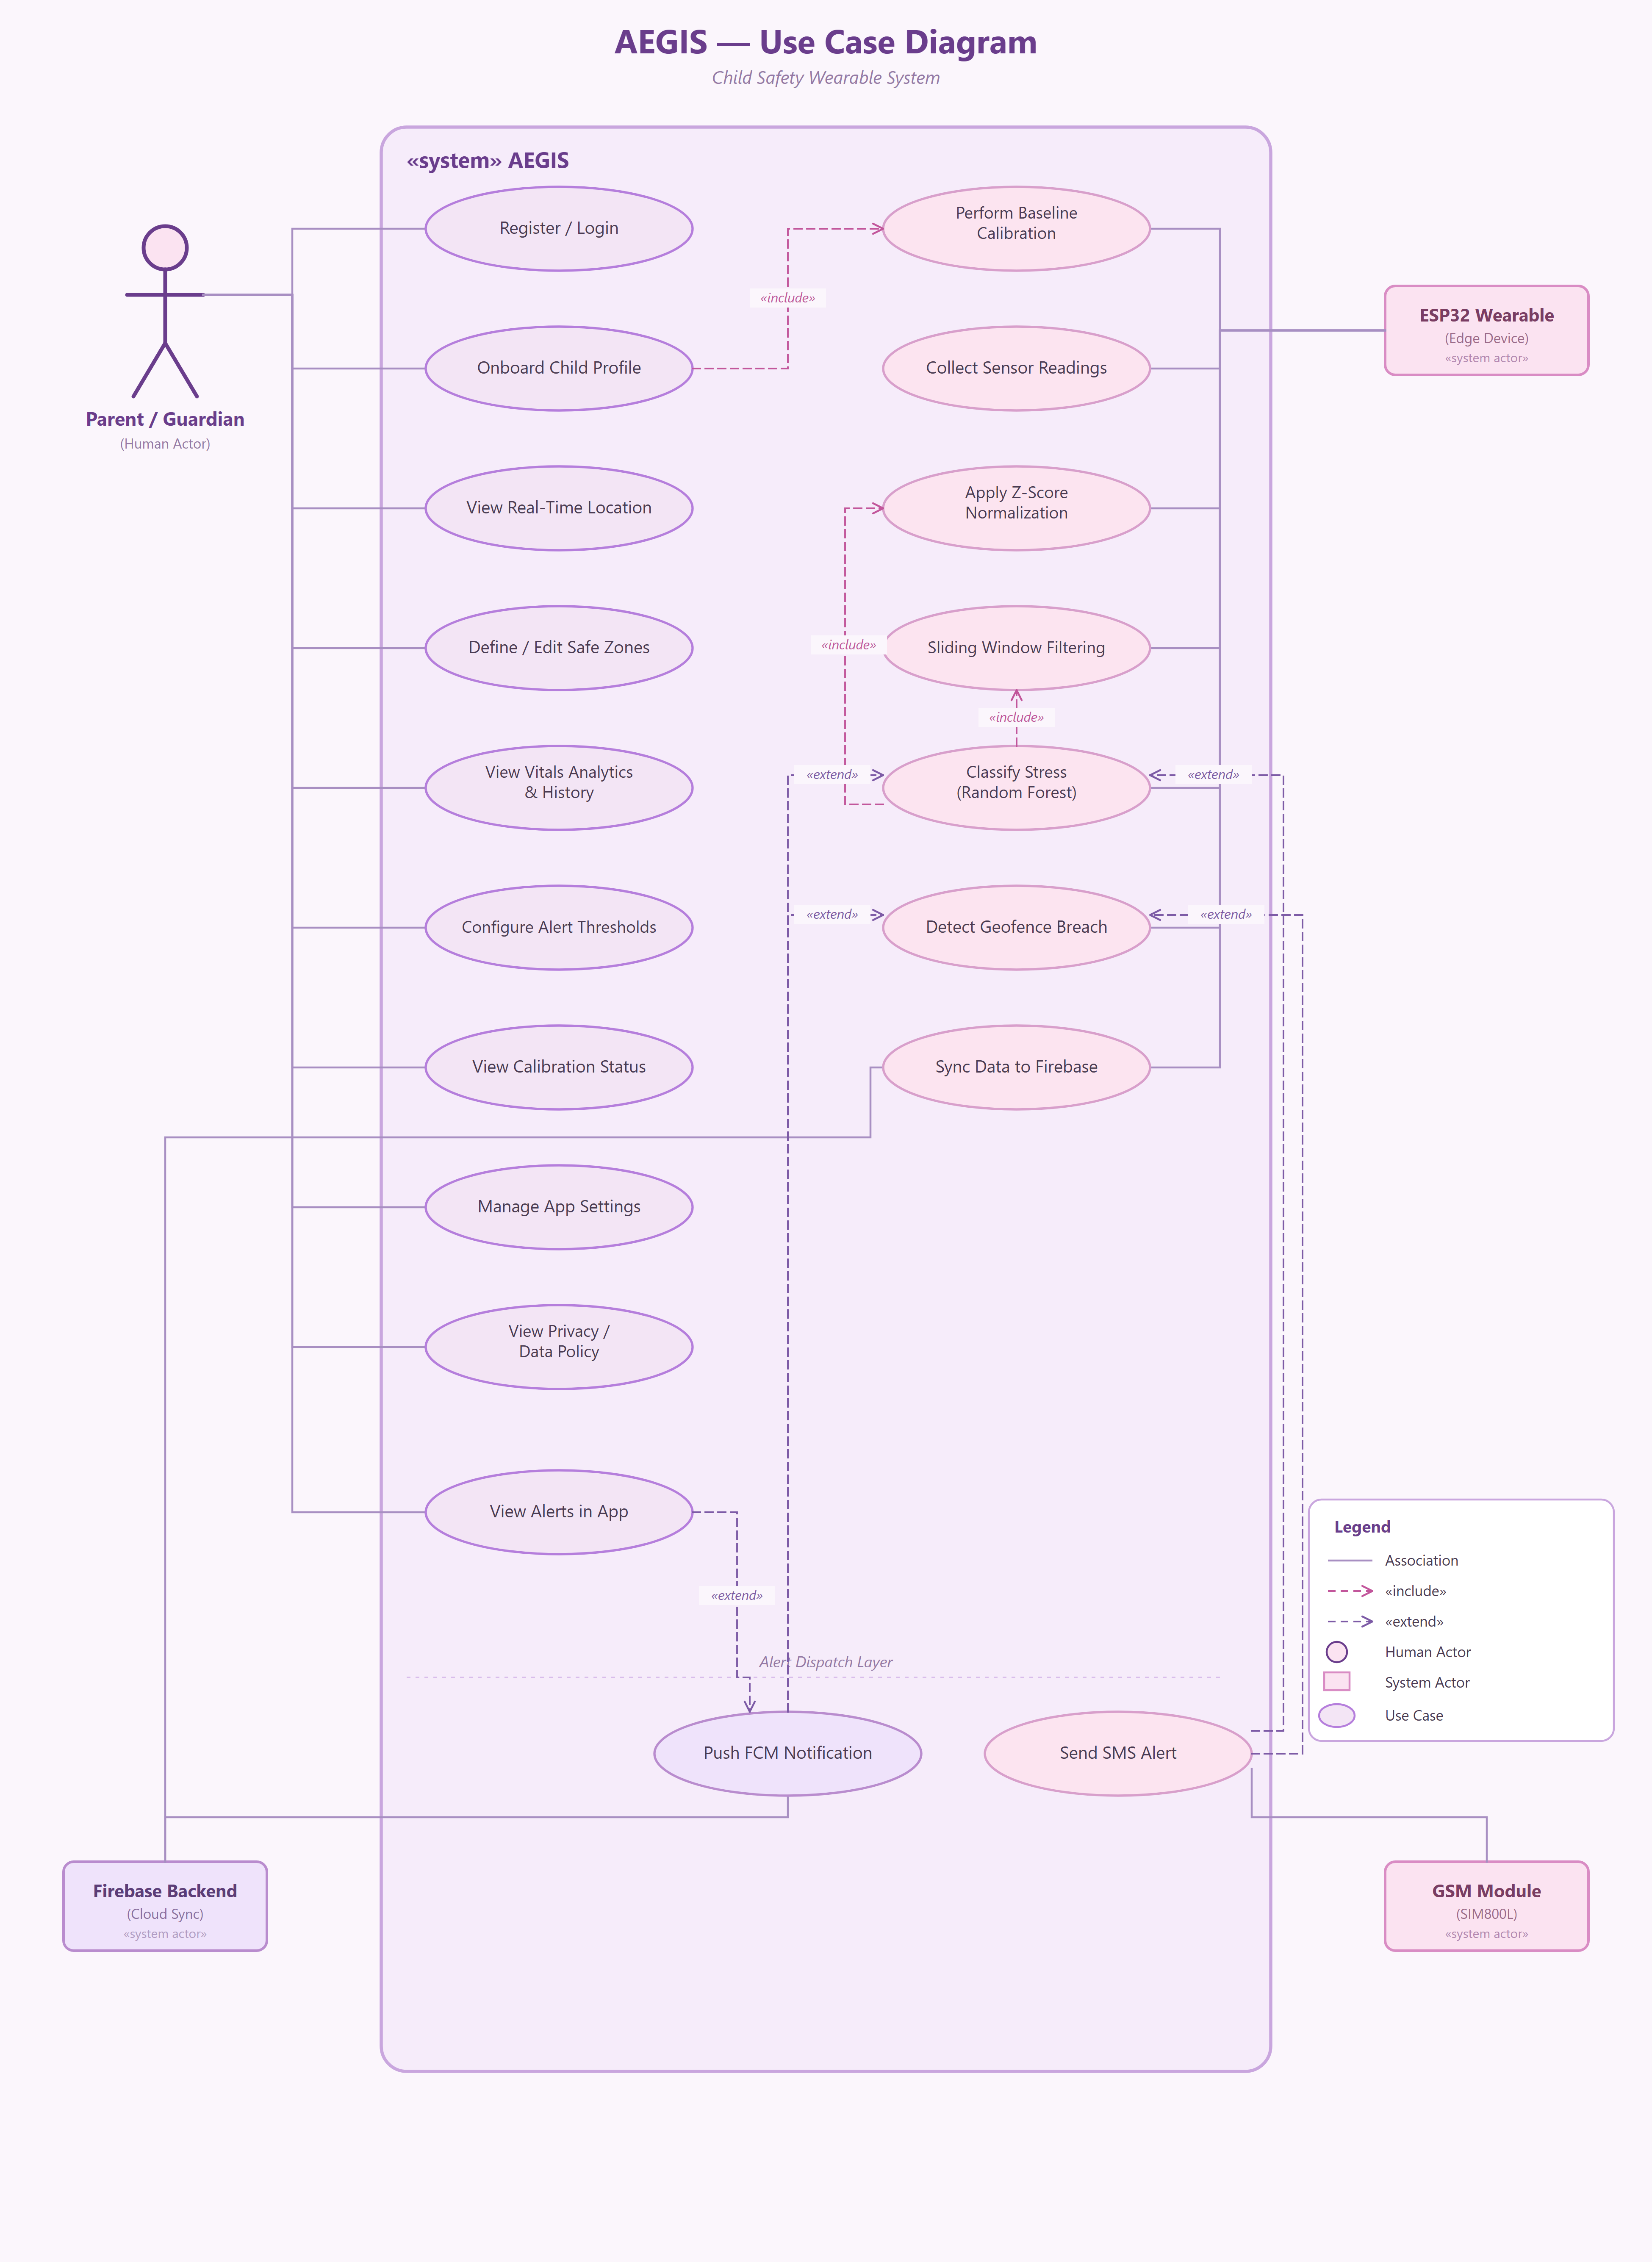 AEGIS — Use Case Diagram
Child Safety Wearable System
«system» AEGIS
Register / Login
Perform Baseline
Calibration
«include»
ESP32 Wearable
(Edge Device)
«system actor»
Onboard Child Profile
Collect Sensor Readings
Parent / Guardian
(Human Actor)
View Real-Time Location
Apply Z-Score
Normalization
Define / Edit Safe Zones
«include»
Sliding Window Filtering
«include»
View Vitals Analytics
& History
«extend»
Classify Stress
(Random Forest)
«extend»
Configure Alert Thresholds
«extend»
Detect Geofence Breach
«extend»
View Calibration Status
Sync Data to Firebase
Manage App Settings
View Privacy /
Data Policy
View Alerts in App
«extend»
Legend
Association
«include»
«extend»
Human Actor
System Actor
Use Case
Alert Dispatch Layer
Push FCM Notification
Send SMS Alert
Firebase Backend
(Cloud Sync)
«system actor»
GSM Module
(SIM800L)
«system actor»